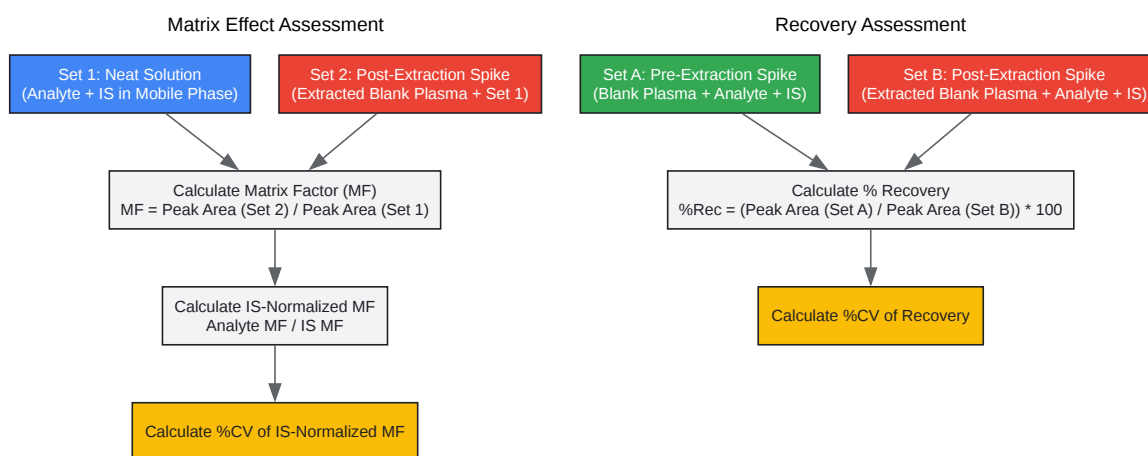 Matrix Effect Assessment
Set 1: Neat Solution
(Analyte + IS in Mobile Phase)
Set 2: Post-Extraction Spike
(Extracted Blank Plasma + Set 1)
Calculate Matrix Factor (MF)
MF = Peak Area (Set 2) / Peak Area (Set 1)
Calculate IS-Normalized MF
Analyte MF / IS MF
Calculate %CV of IS-Normalized MF
Recovery Assessment
Set A: Pre-Extraction Spike
(Blank Plasma + Analyte + IS)
Set B: Post-Extraction Spike
(Extracted Blank Plasma + Analyte + IS)
Calculate % Recovery
%Rec = (Peak Area (Set A) / Peak Area (Set B)) * 100
Calculate %CV of Recovery